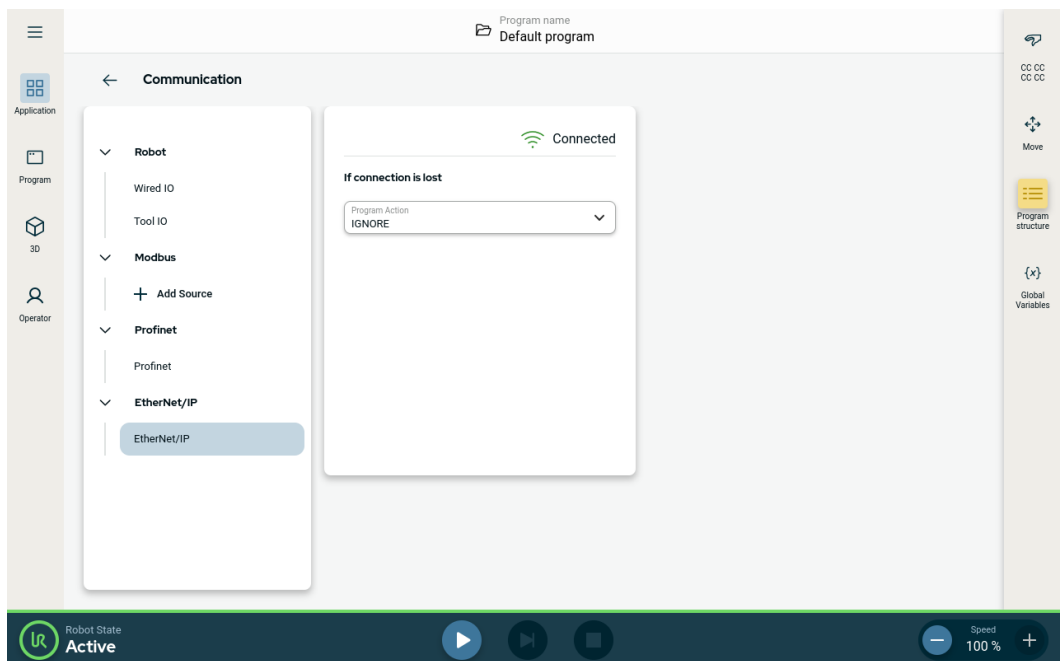 Program name
Default program
Application
Program
3D
Operator
Communication
Robot
Wired IO
Tool IO
Modbus
Add Source
Profinet
Profinet
EtherNet/IP
EtherNet/IP
Connected
If connection is lost
Program Action
IGNORE
CC CC
CC CC
Move
Program
structure
{x}
Global
Variables
UR
Robot State
Active
Speed
100 %